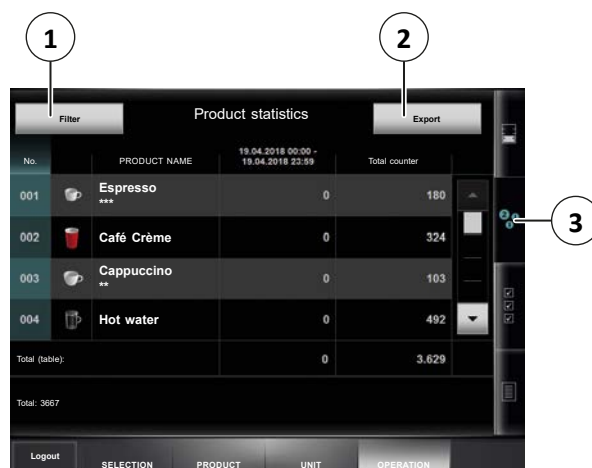 1
2
Filter
Product statistics
Export
No.
PRODUCT NAME
19.04.2018 00:00 -
19.04.2018 23:59
Total counter
001
Espresso
***
0
180
002
Café Crème
0
324
3
003
Cappuccino
**
0
103
004
Hot water
0
492
Total (table):
0
3.629
Total: 3667
Logout
SELECTION
PRODUCT
UNIT
OPERATION